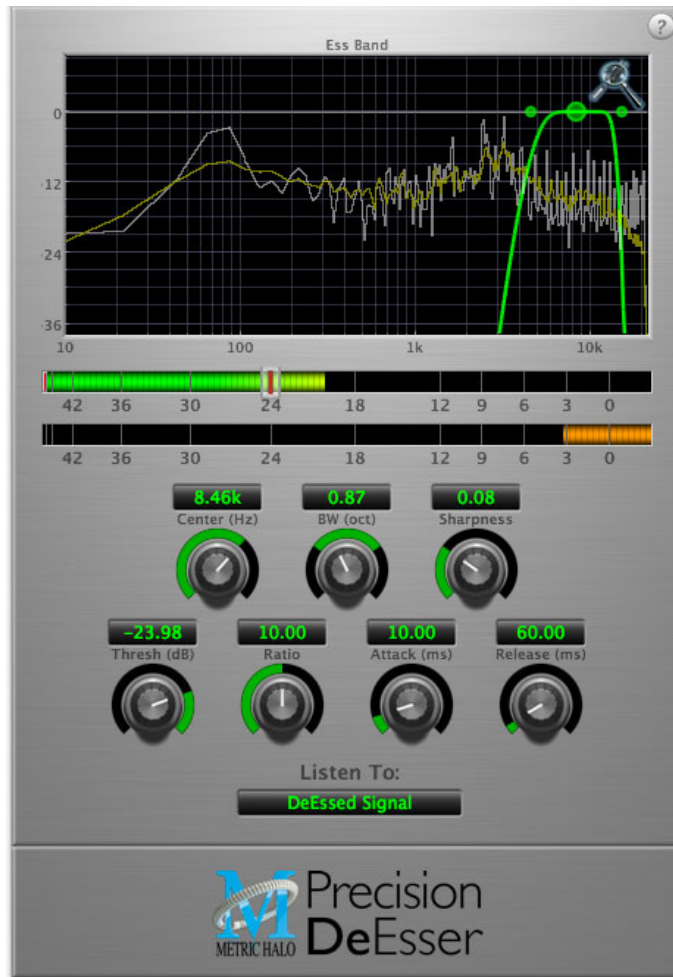 ?
Ess Band
0
-12
-24
-36
10 100 1k 10k
42 36 30 24 18 12 9 6 3 0
42 36 30 24 18 12 9 6 3 0
8.46k 0.87 0.08
Center (Hz) BW (oct) Sharpness
-23.98 10.00 10.00 60.00
Thresh (dB) Ratio Attack (ms) Release (ms)
Listen To:
DeEssed Signal
M
METRIC HALO
Precision
DeEsser